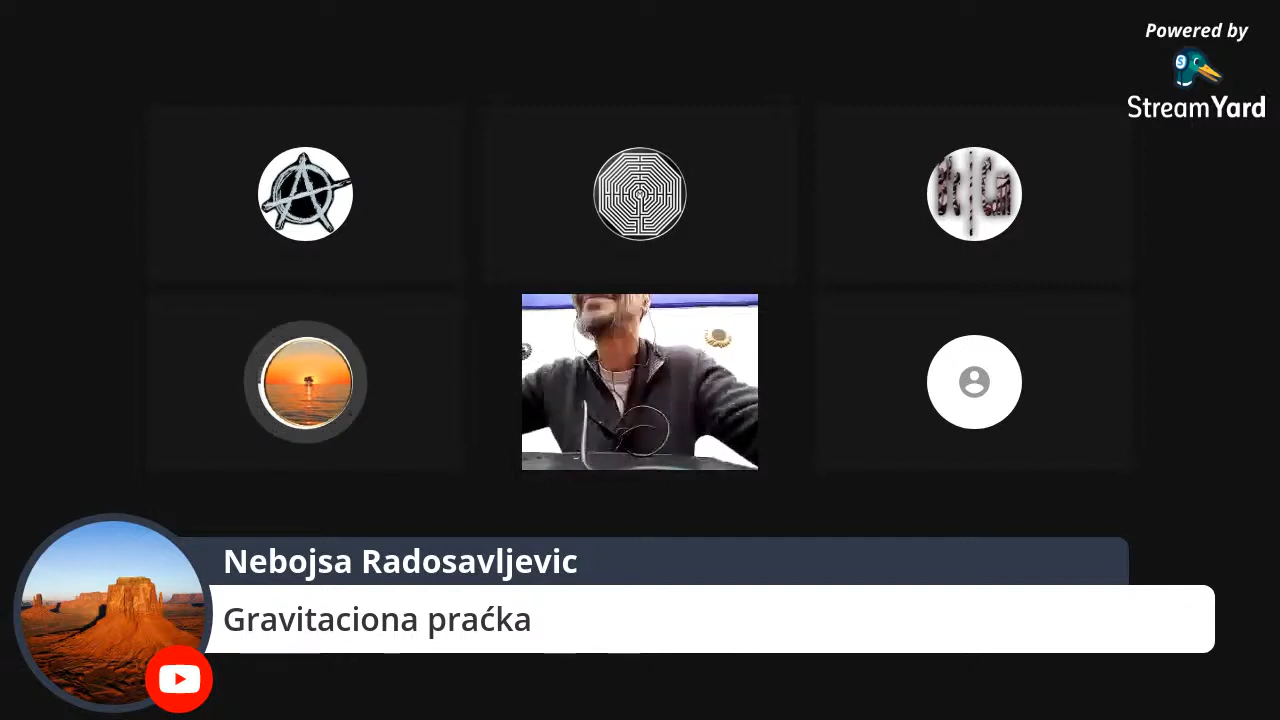 Powered by
StreamYard
Nebojsa Radosavljevic
Gravitaciona praćka